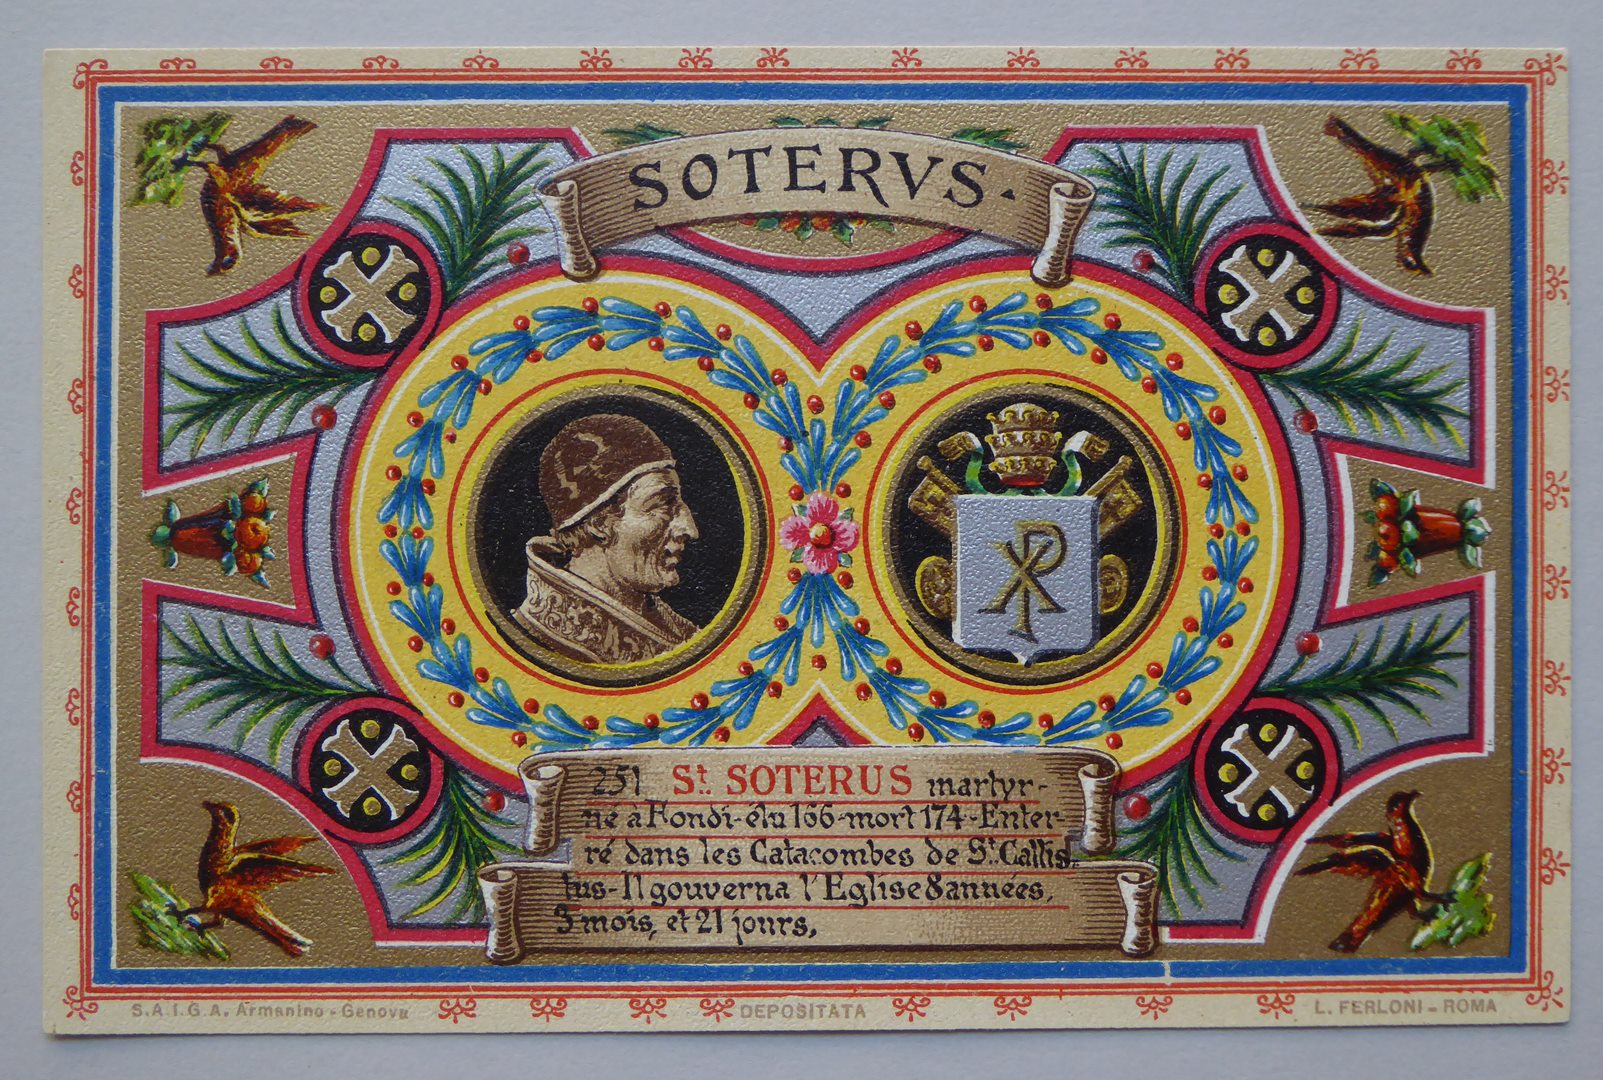 SOTERVS.
251 St. SOTERUS martyr-
né à Fondi-élu 166-mort 174-Enter-
ré dans les Catacombes de St. Callis-
tus-Il gouverna l'Eglise 8 années,
3 mois, et 21 jours,
S.A.I.G.A. Armanino - Genova DEPOSITATA L. FERLONI - ROMA